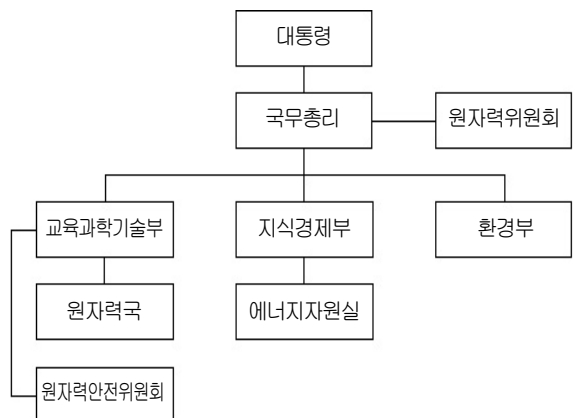 대통령
국무총리
원자력위원회
교육과학기술부
지식경제부
환경부
원자력국
에너지자원실
원자력안전위원회